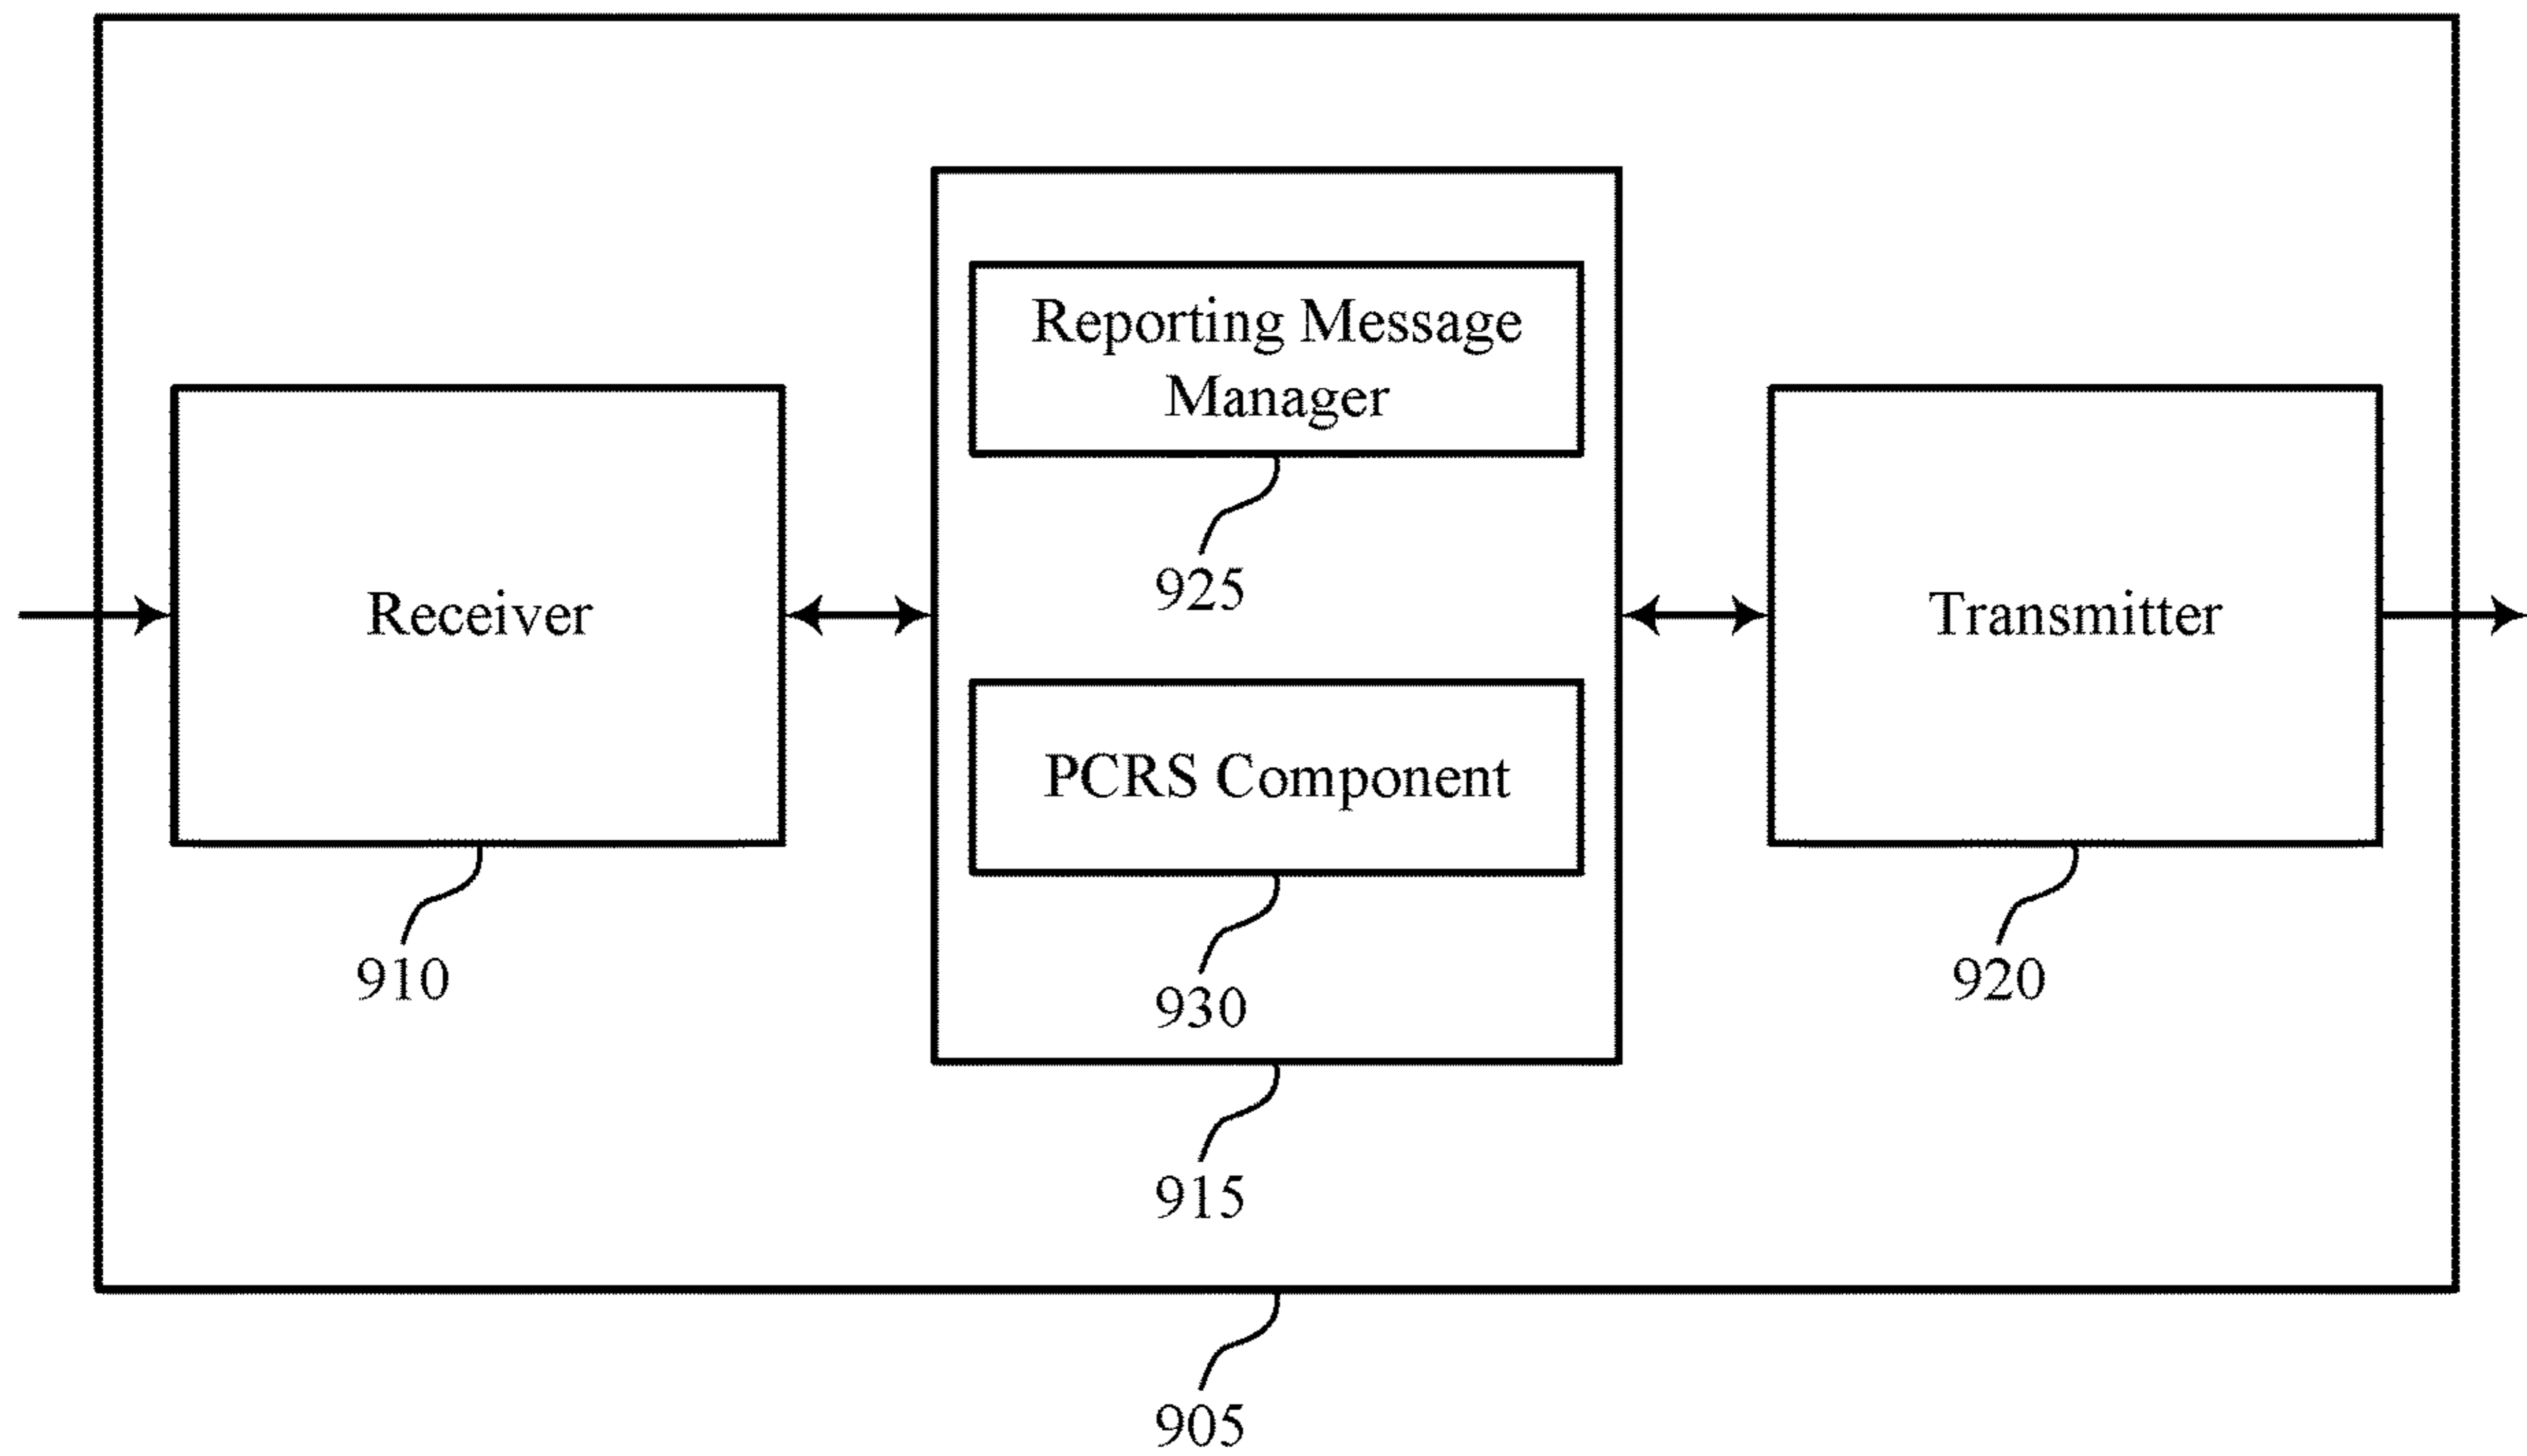 Reporting Message
Manager
925
Receiver
910
PCRS Component
930
915
Transmitter
920
905